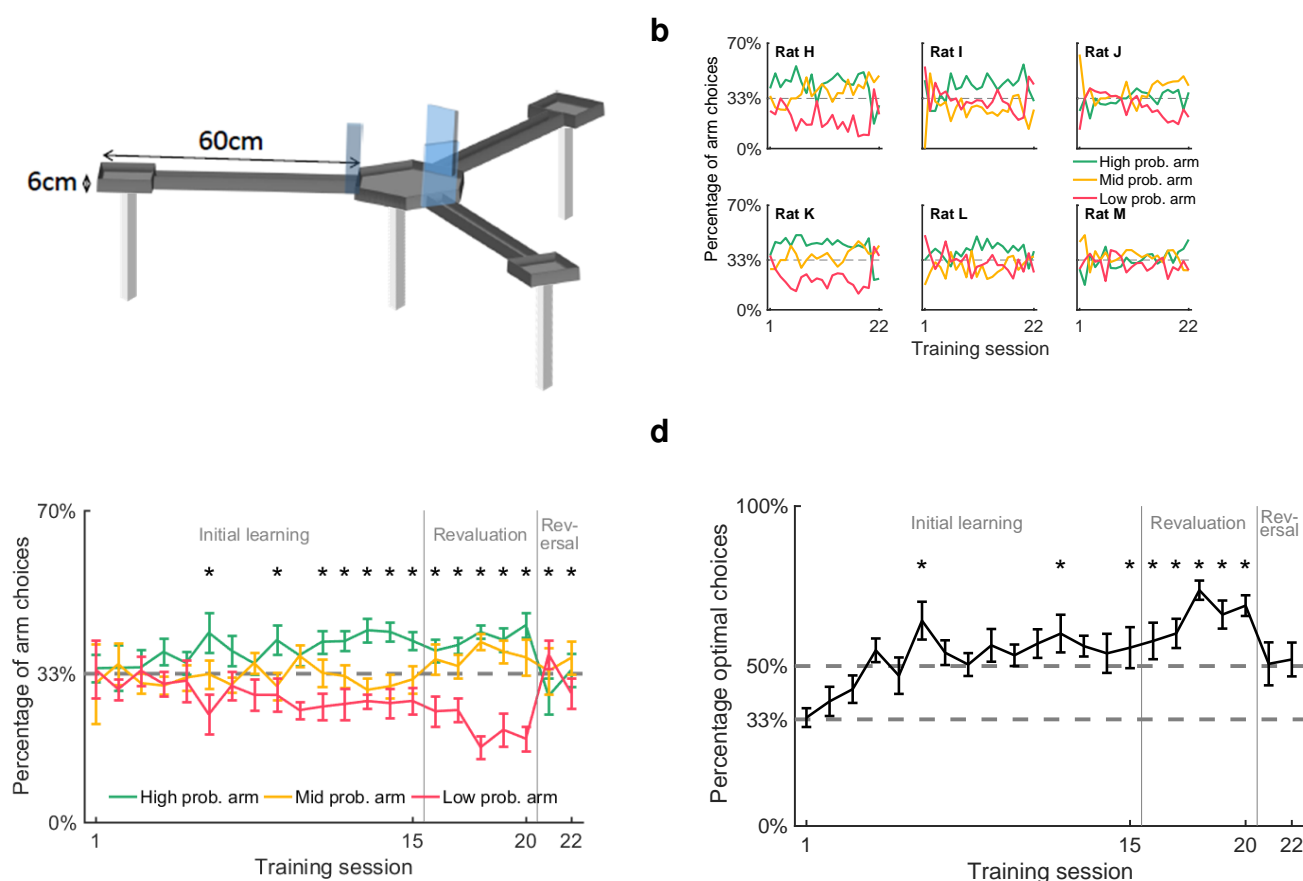 60cm
6cm
b
Percentage of arm choices
70%
33%
0%
Rat H
Rat I
Rat J
High prob. arm
Mid prob. arm
Low prob. arm
70%
33%
0%
Rat K
Rat L
Rat M
1
22
1
22
1
22
Training session
Percentage of arm choices
70%
33%
0%
Initial learning
Revaluation
Rev-
ersal
* * * * * * * * * * * * * *
High prob. arm
Mid prob. arm
Low prob. arm
1
15
20
22
Training session
d
Percentage optimal choices
100%
50%
33%
0%
Initial learning
Revaluation
Rev-
ersal
* * * * * * * *
1
15
20
22
Training session